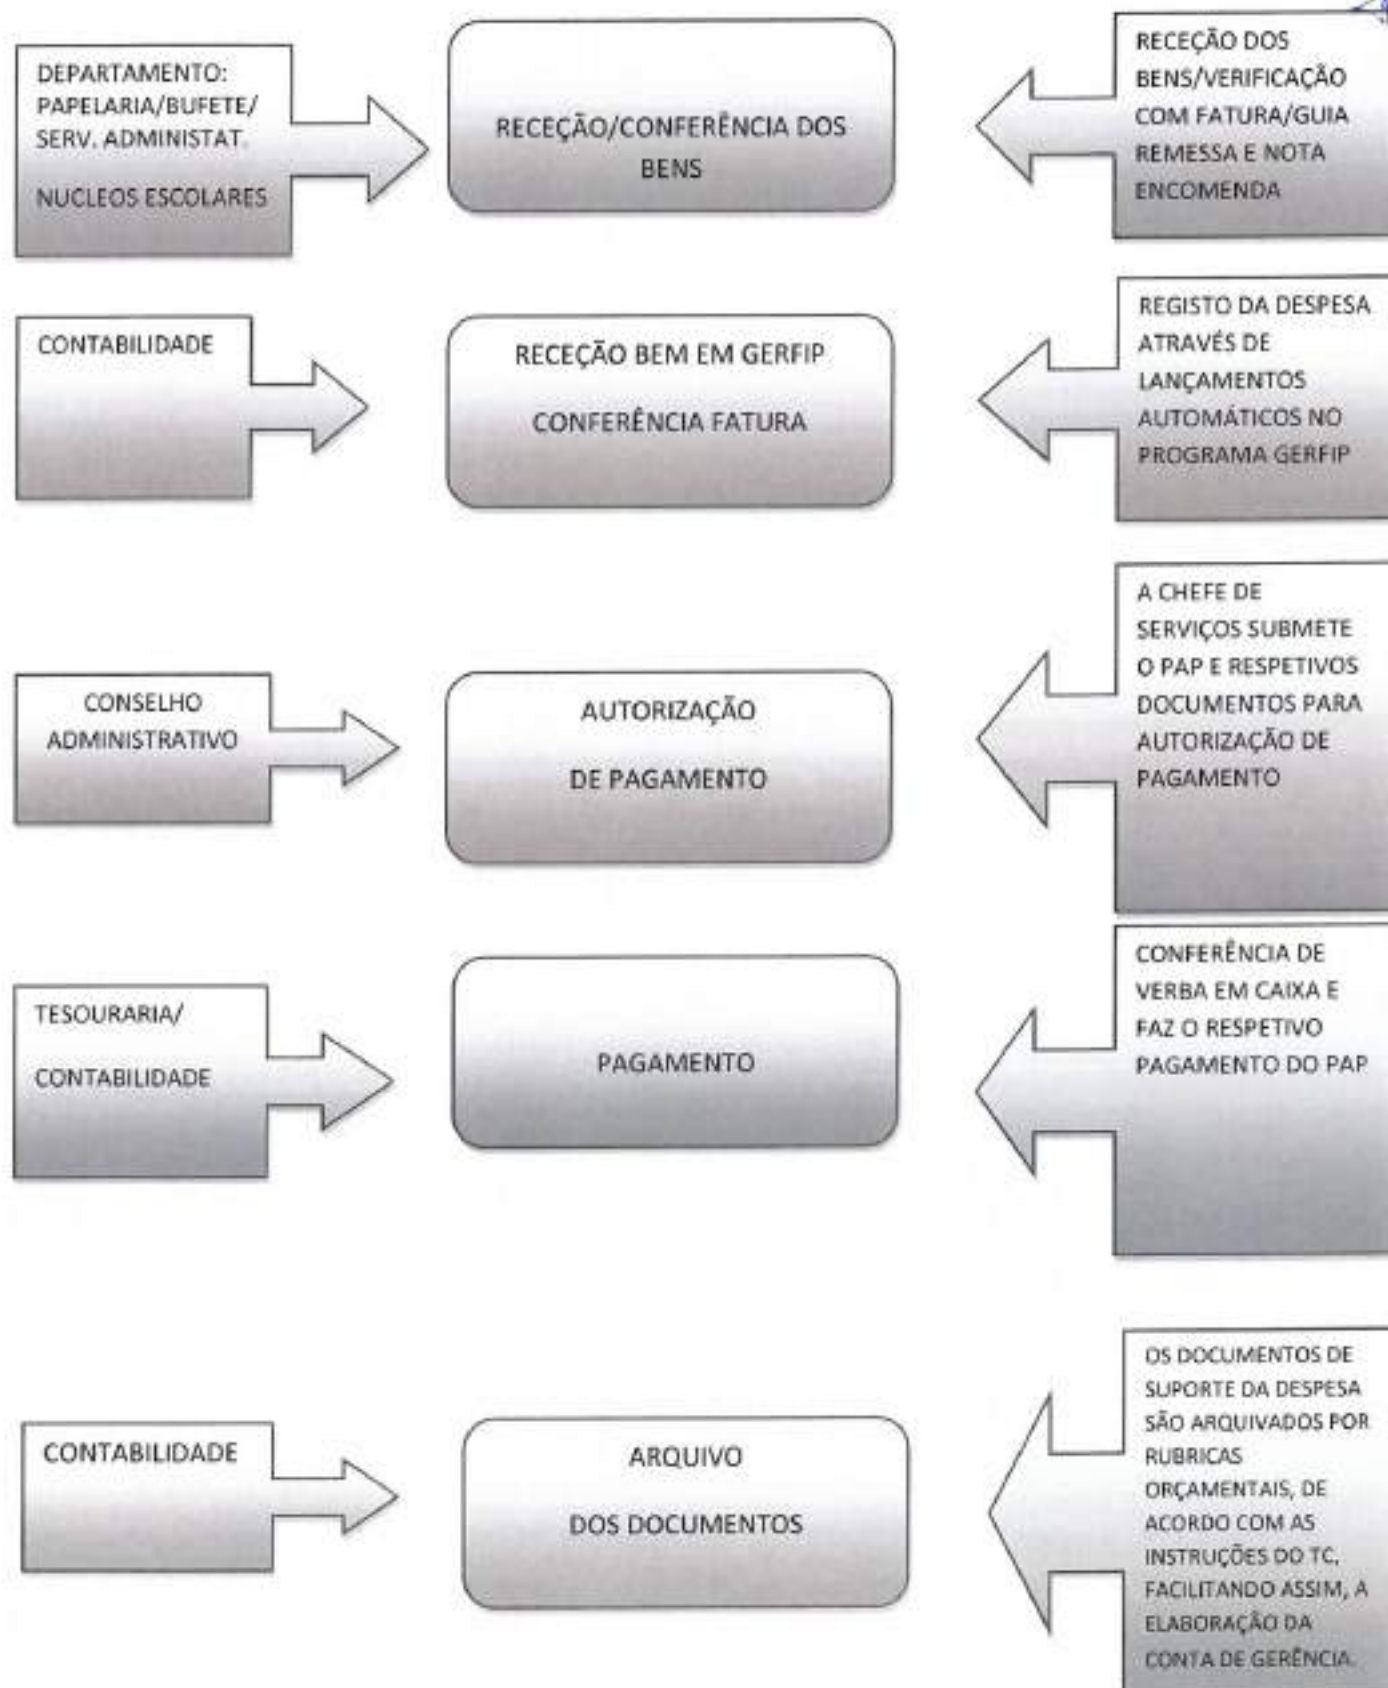 DEPARTAMENTO:
PAPELARIA/BUFETE/
SERV. ADMINISTAT.
NUCLEOS ESCOLARES
RECEÇÃO/CONFERÊNCIA DOS
BENS
RECEÇÃO DOS
BENS/VERIFICAÇÃO
COM FATURA/GUIA
REMESSA E NOTA
ENCOMENDA
CONTABILIDADE
RECEÇÃO BEM EM GERFIP
CONFERÊNCIA FATURA
REGISTO DA DESPESA
ATRAVÉS DE
LANÇAMENTOS
AUTOMÁTICOS NO
PROGRAMA GERFIP
CONSELHO
ADMINISTRATIVO
AUTORIZAÇÃO
DE PAGAMENTO
A CHEFE DE
SERVIÇOS SUBMETE
O PAP E RESPETIVOS
DOCUMENTOS PARA
AUTORIZAÇÃO DE
PAGAMENTO
TESOURARIA/
CONTABILIDADE
PAGAMENTO
CONFERÊNCIA DE
VERBA EM CAIXA E
FAZ O RESPETIVO
PAGAMENTO DO PAP
CONTABILIDADE
ARQUIVO
DOS DOCUMENTOS
OS DOCUMENTOS DE
SUPORTE DA DESPESA
SÃO ARQUIVADOS POR
RUBRICAS
ORÇAMENTAIS, DE
ACORDO COM AS
INSTRUÇÕES DO TC,
FACILITANDO ASSIM, A
ELABORAÇÃO DA
CONTA DE GERÊNCIA.